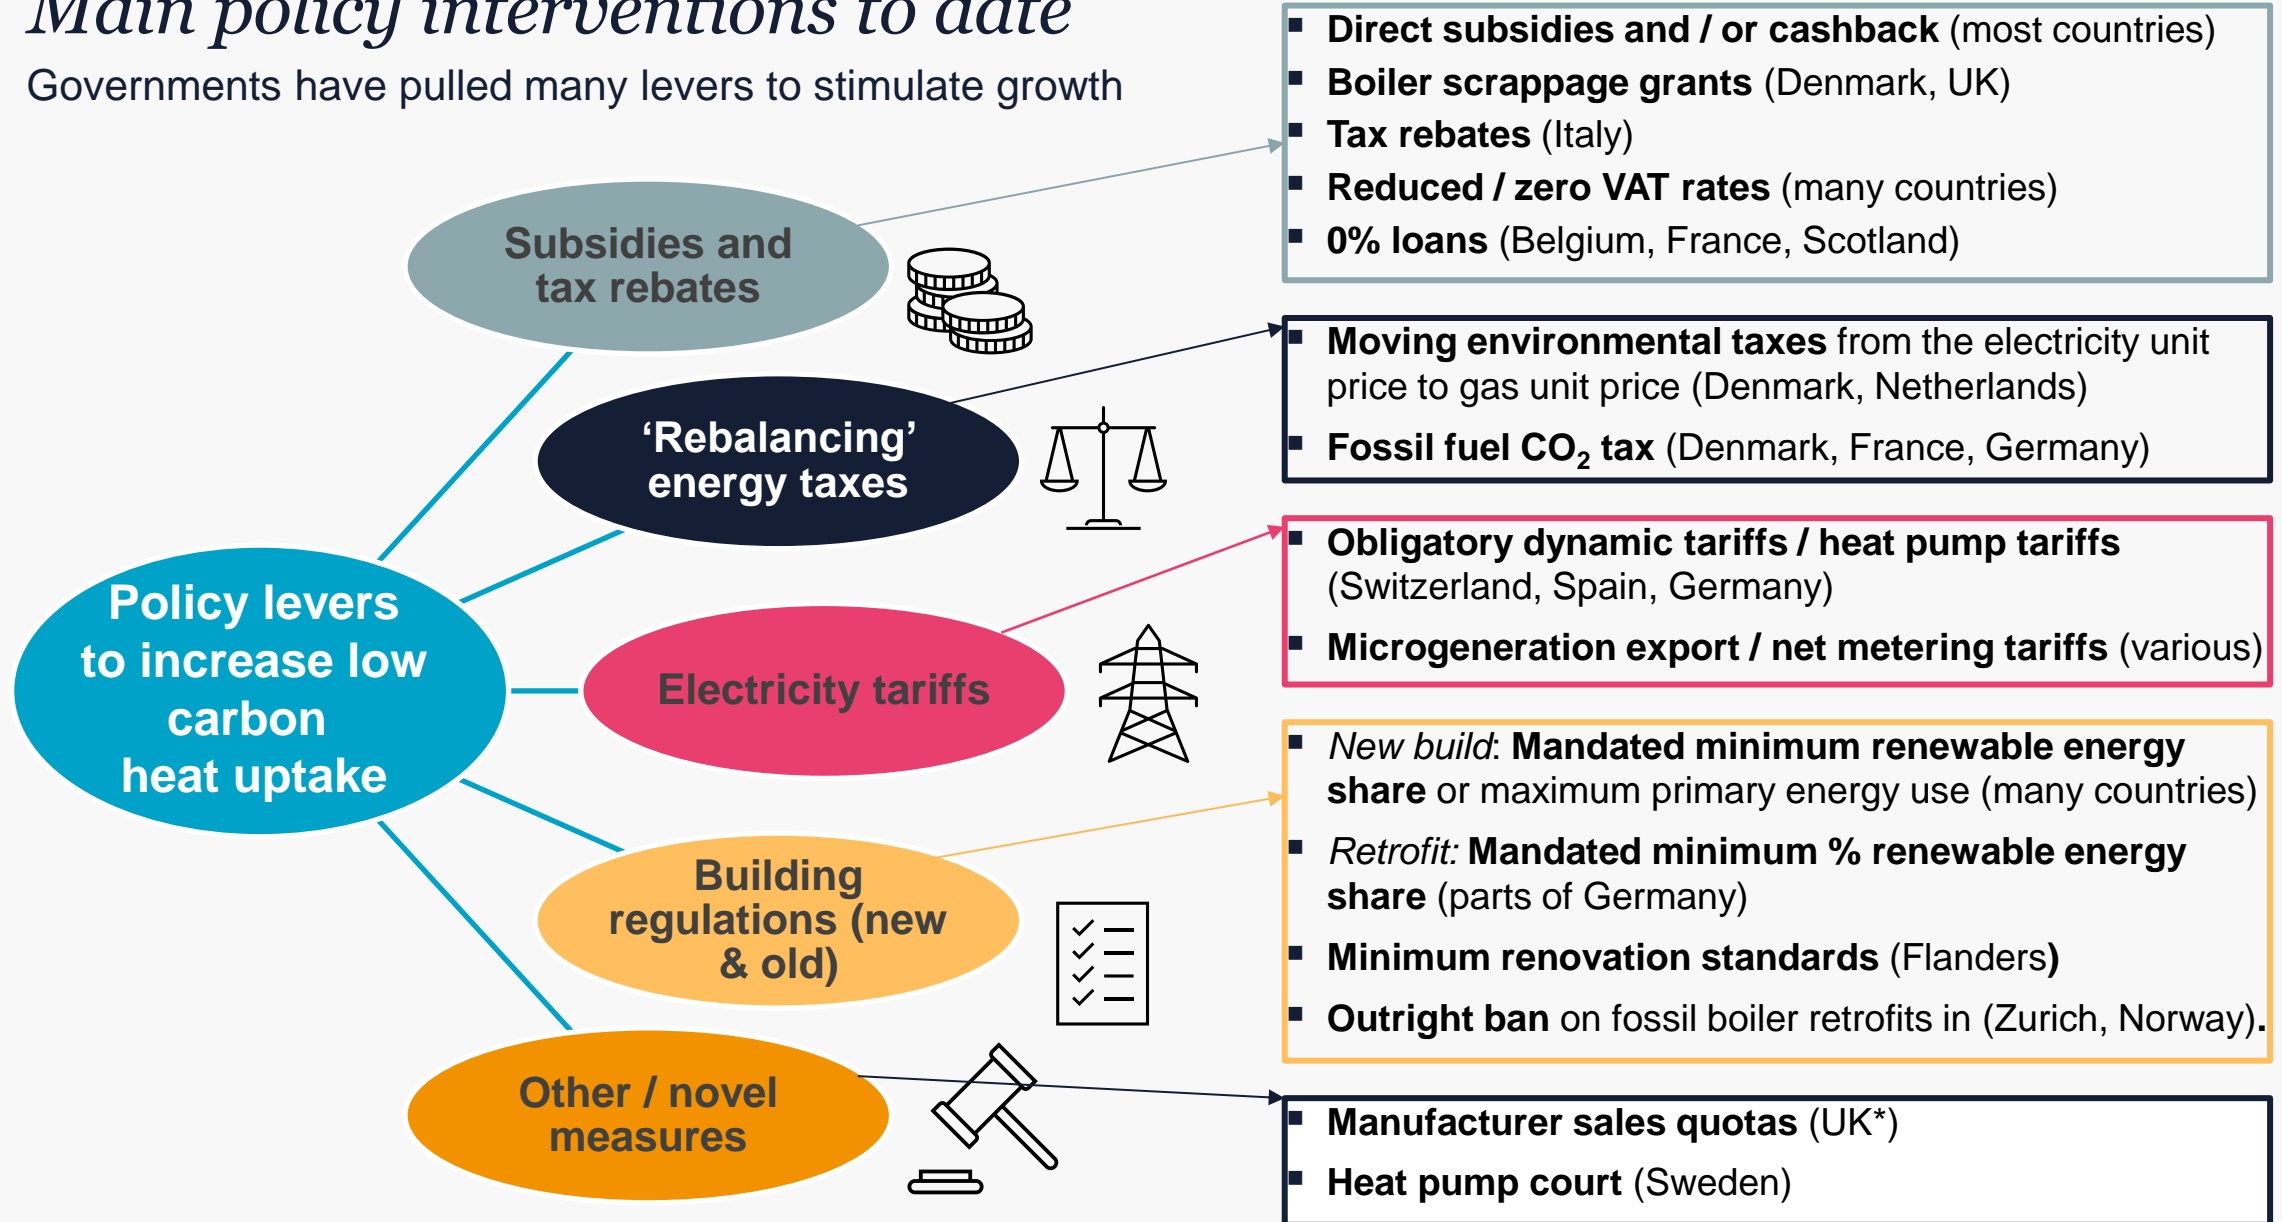 Main policy interventions to date
Governments have pulled many levers to stimulate growth
Policy levers
to increase low
carbon
heat uptake
Subsidies and
tax rebates
▪ Direct subsidies and / or cashback (most countries)
▪ Boiler scrappage grants (Denmark, UK)
▪ Tax rebates (Italy)
▪ Reduced / zero VAT rates (many countries)
▪ 0% loans (Belgium, France, Scotland)
‘Rebalancing’
energy taxes
▪ Moving environmental taxes from the electricity unit
price to gas unit price (Denmark, Netherlands)
▪ Fossil fuel CO₂ tax (Denmark, France, Germany)
Electricity tariffs
▪ Obligatory dynamic tariffs / heat pump tariffs
(Switzerland, Spain, Germany)
▪ Microgeneration export / net metering tariffs (various)
Building
regulations (new
& old)
▪ New build: Mandated minimum renewable energy
share or maximum primary energy use (many countries)
▪ Retrofit: Mandated minimum % renewable energy
share (parts of Germany)
▪ Minimum renovation standards (Flanders)
▪ Outright ban on fossil boiler retrofits in (Zurich, Norway).
Other / novel
measures
▪ Manufacturer sales quotas (UK*)
▪ Heat pump court (Sweden)